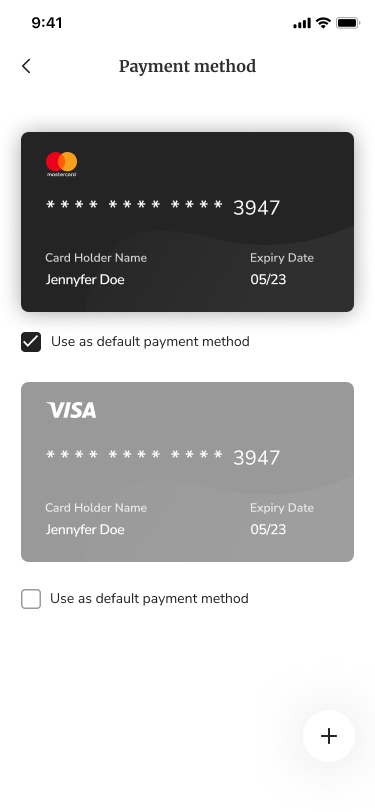 9:41
Payment method
mastercard
**** **** **** 3947
Card Holder Name Expiry Date
Jennyfer Doe 05/23
Use as default payment method
VISA
**** **** **** 3947
Card Holder Name Expiry Date
Jennyfer Doe 05/23
Use as default payment method